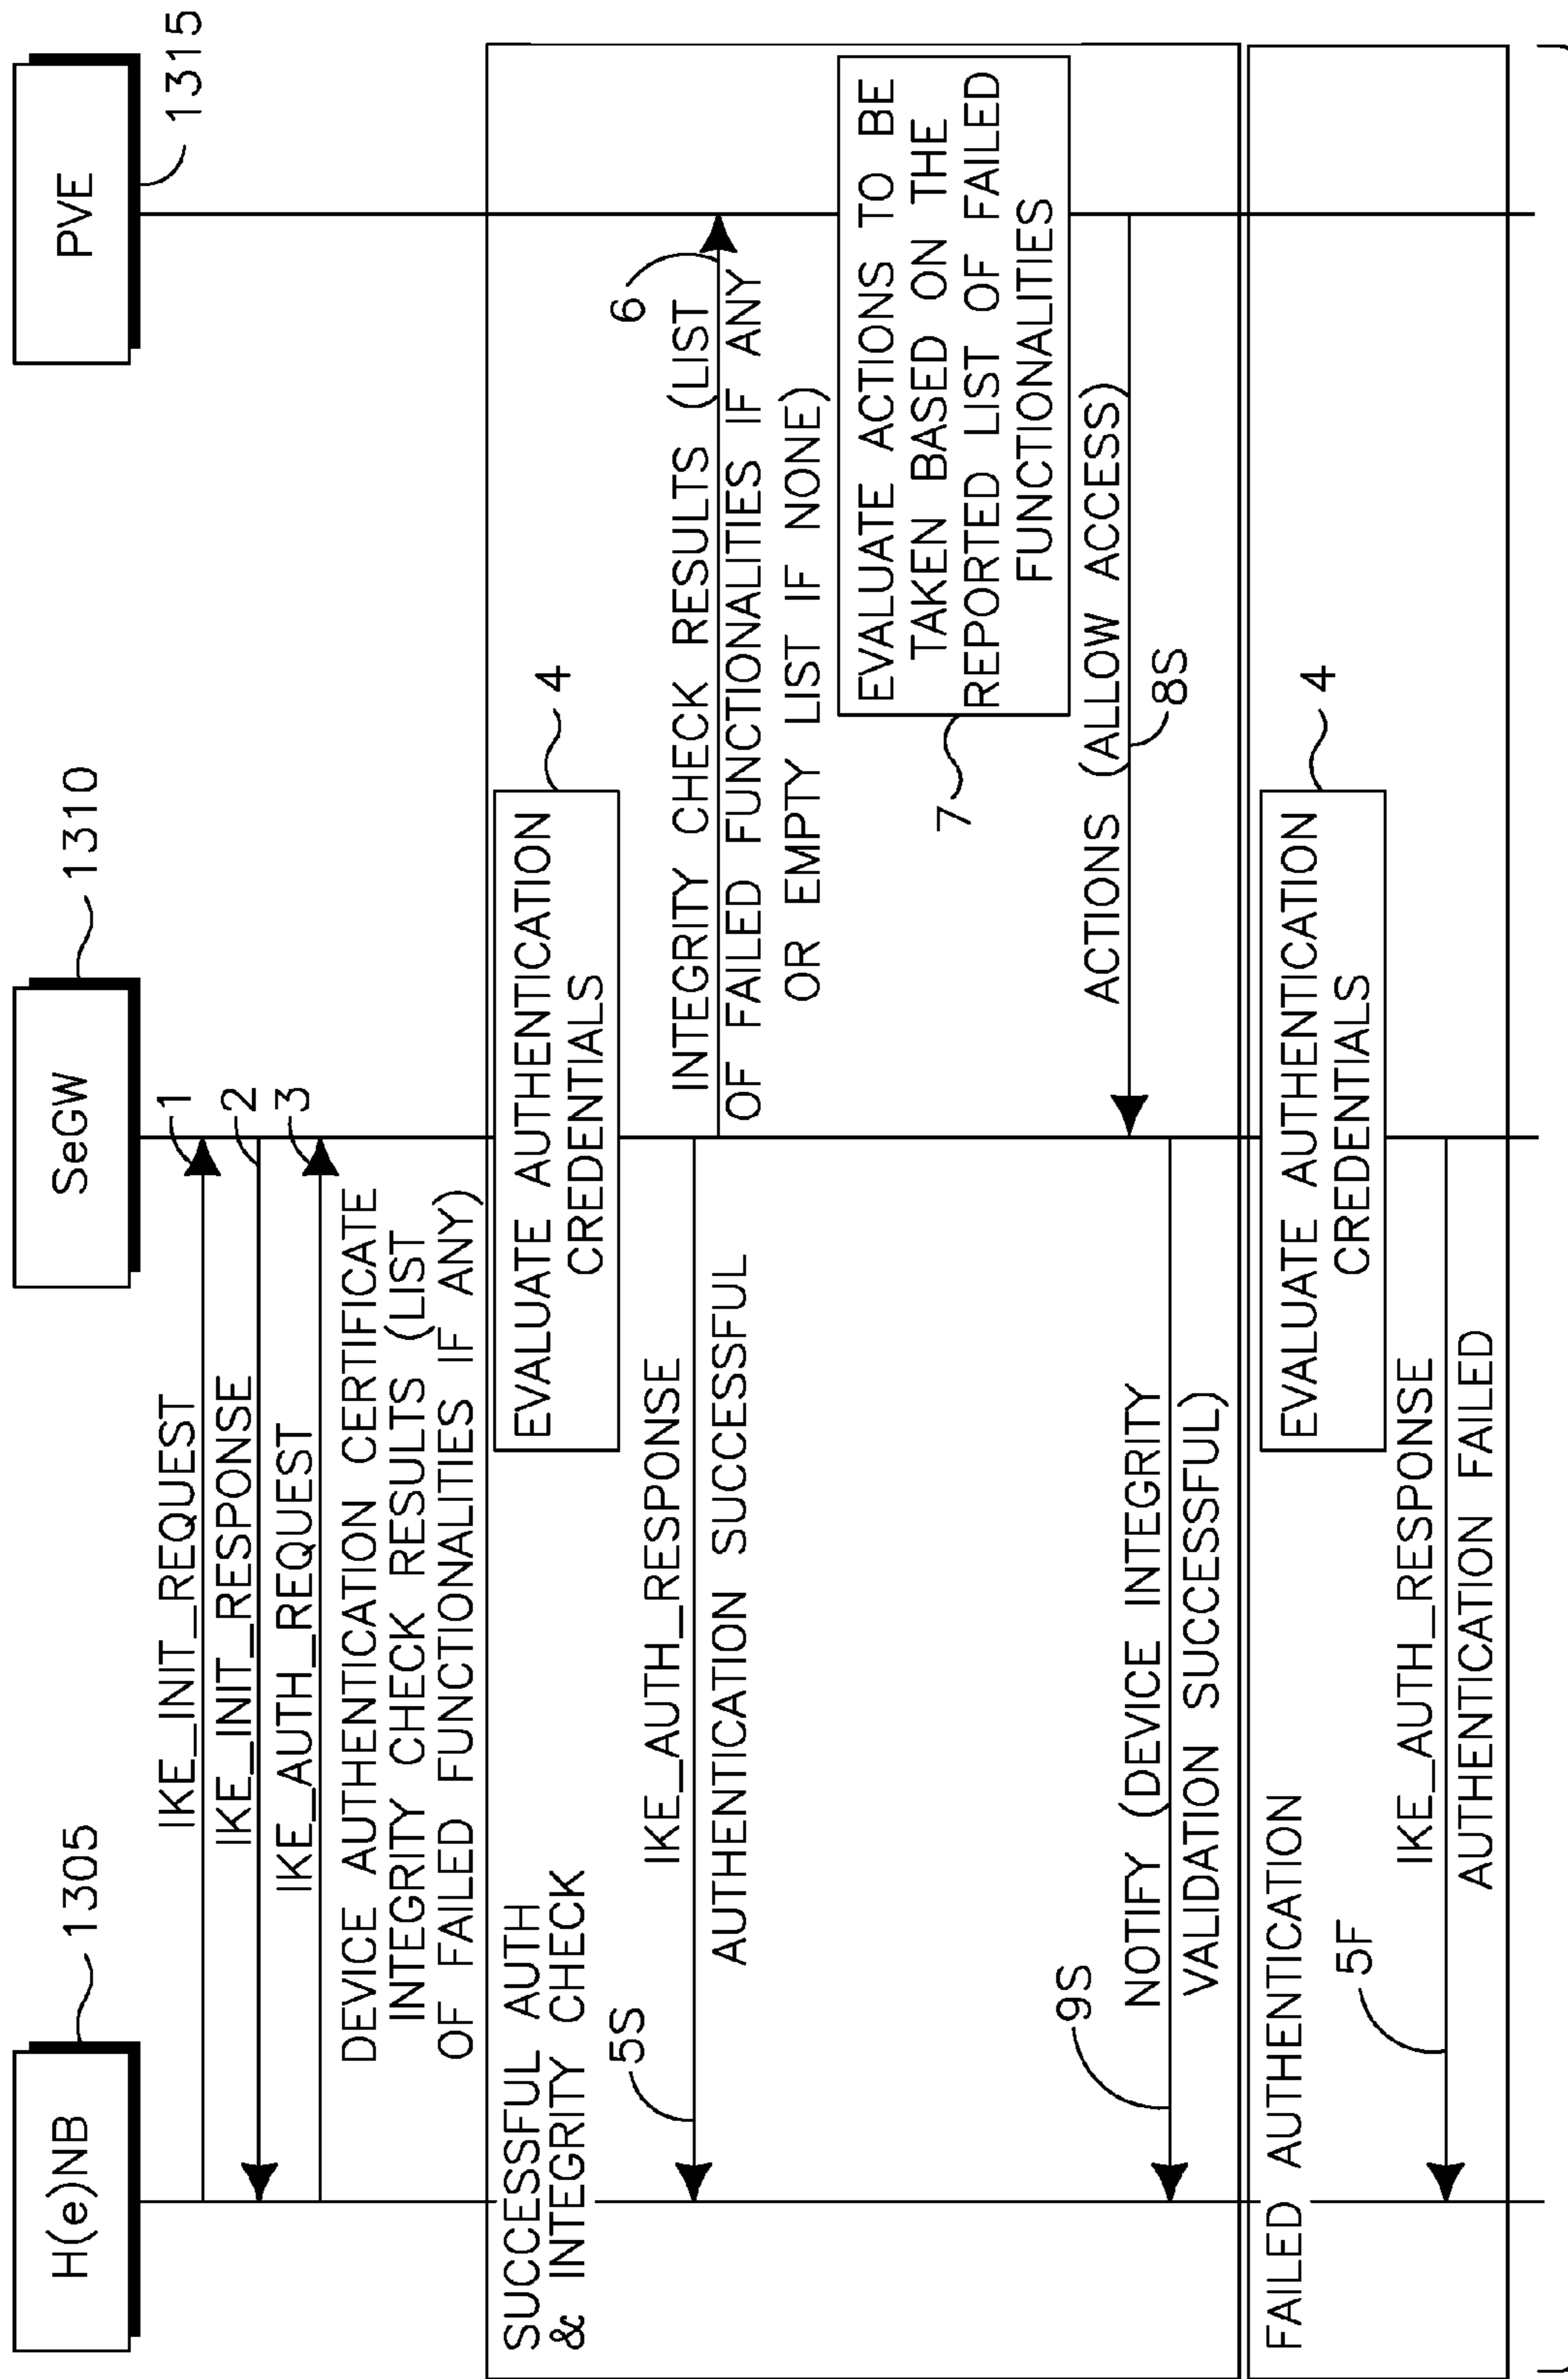 H(e)NB
1305
SeGW
1310
PVE
1315
IKE_INIT_REQUEST
1
IKE_INIT_RESPONSE
2
IKE_AUTH_REQUEST
3
DEVICE AUTHENTICATION CERTIFICATE
INTEGRITY CHECK RESULTS (LIST
OF FAILED FUNCTIONALITIES IF ANY)
SUCCESSFUL AUTH
& INTEGRITY CHECK
EVALUATE AUTHENTICATION
CREDENTIALS
4
5S
IKE_AUTH_RESPONSE
AUTHENTICATION SUCCESSFUL
6
INTEGRITY CHECK RESULTS (LIST
OF FAILED FUNCTIONALITIES IF ANY
OR EMPTY LIST IF NONE)
EVALUATE ACTIONS TO BE
TAKEN BASED ON THE
REPORTED LIST OF FAILED
FUNCTIONALITIES
7
ACTIONS (ALLOW ACCESS)
8S
9S
NOTIFY (DEVICE INTEGRITY
VALIDATION SUCCESSFUL)
FAILED AUTHENTICATION
EVALUATE AUTHENTICATION
CREDENTIALS
4
5F
IKE_AUTH_RESPONSE
AUTHENTICATION FAILED